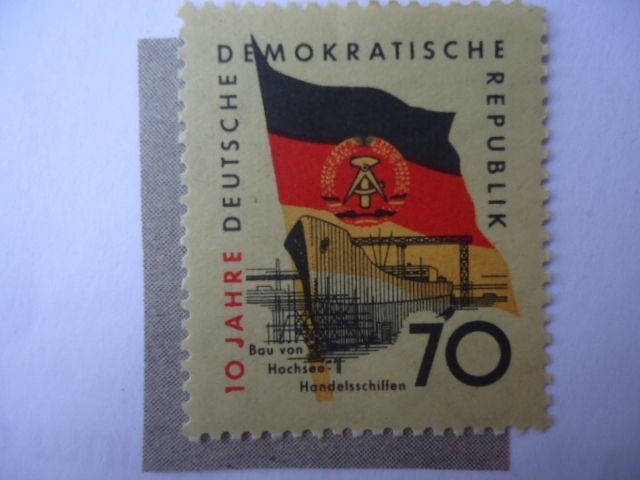 10 JAHRE DEUTSCHE
DEMOKRATISCHE
REPUBLIK
Bau von
Hochsee-
Handelsschiffen
70